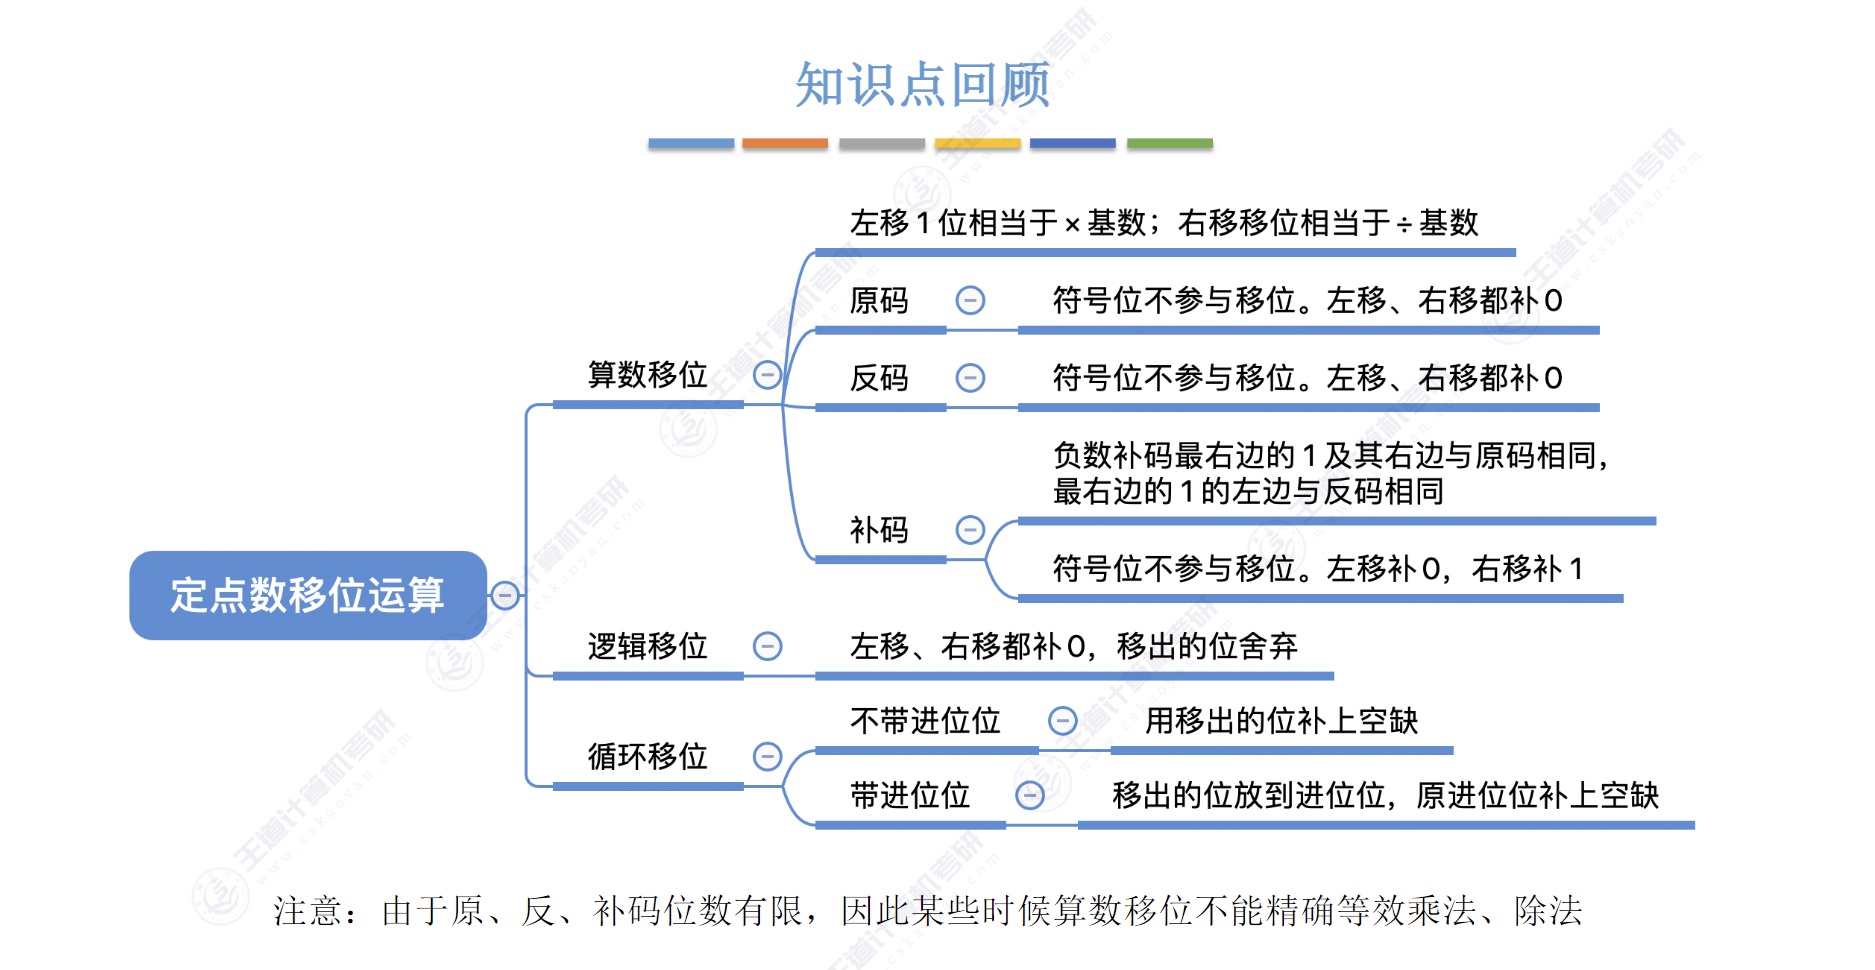 知识点回顾
左移1位相当于×基数；右移移位相当于÷基数
原码
符号位不参与移位。左移、右移都补0
算数移位
反码
符号位不参与移位。左移、右移都补0
负数补码最右边的1及其右边与原码相同，
最右边的1的左边与反码相同
补码
符号位不参与移位。左移补0，右移补1
定点数移位运算
逻辑移位
左移、右移都补0，移出的位舍弃
不带进位位
用移出的位补上空缺
循环移位
带进位位
移出的位放到进位位，原进位位补上空缺
注意：由于原、反、补码位数有限，因此某些时候算数移位不能精确等效乘法、除法
王道计算机考研
www.cskaoyan.com